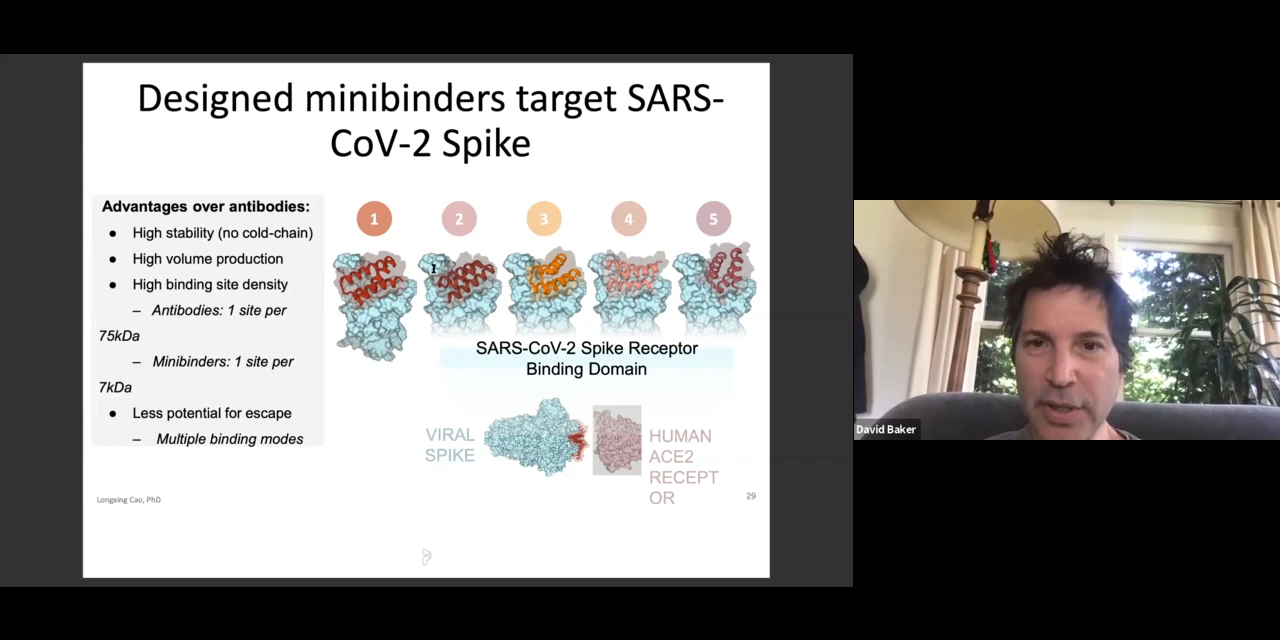 Designed minibinders target SARS-
CoV-2 Spike
Advantages over antibodies:
● High stability (no cold-chain)
● High volume production
● High binding site density
– Antibodies: 1 site per
75kDa
– Minibinders: 1 site per
7kDa
● Less potential for escape
– Multiple binding modes
1 2 3 4 5
SARS-CoV-2 Spike Receptor
Binding Domain
VIRAL
SPIKE
HUMAN
ACE2
RECEPT
OR
Longxing Cao, PhD
29
David Baker